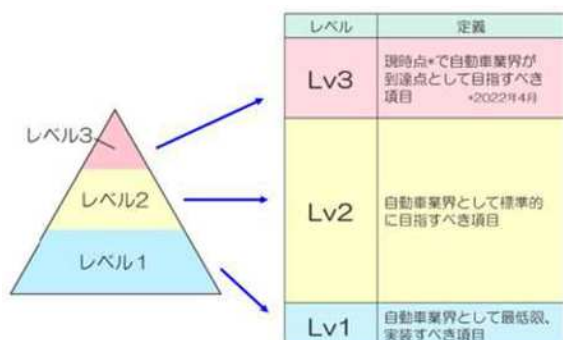 レベル3
レベル2
レベル1
レベル 定義
Lv3 現時点*で自動車業界が
到達点として目指すべき
項目 *2022年4月
Lv2 自動車業界として標準的
に目指すべき項目
Lv1 自動車業界として最低限、
実装すべき項目